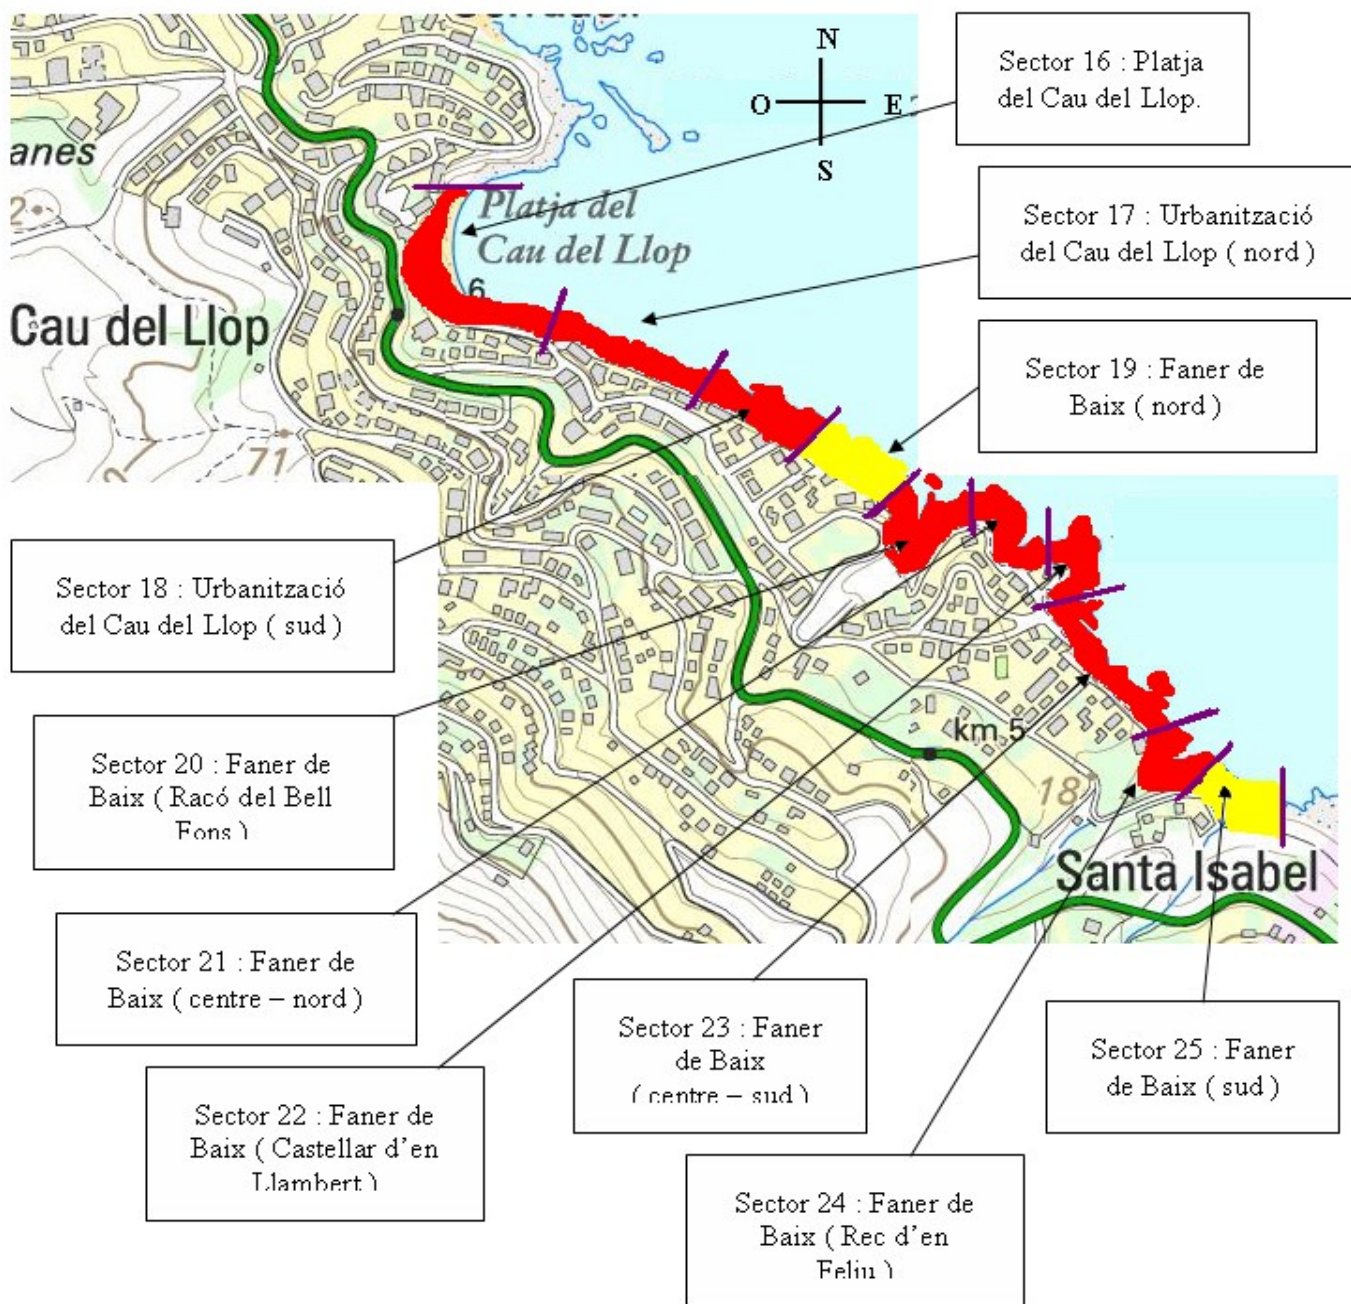 N
O E
S
Sector 16 : Platja
del Cau del Llop.
anes
2
Platja del
Cau del Llop
Sector 17 : Urbanització
del Cau del Llop ( nord )
6
Cau del Llop
Sector 19 : Faner de
Baix ( nord )
71
Sector 18 : Urbanització
del Cau del Llop ( sud )
Sector 20 : Faner de
Baix ( Racó del Bell
Fons )
km 5
18
Santa Isabel
Sector 21 : Faner de
Baix ( centre – nord )
Sector 22 : Faner de
Baix ( Castellar d’en
Llambert )
Sector 23 : Faner
de Baix
( centre – sud )
Sector 25 : Faner
de Baix ( sud )
Sector 24 : Faner de
Baix ( Rec d’en
Feliu )